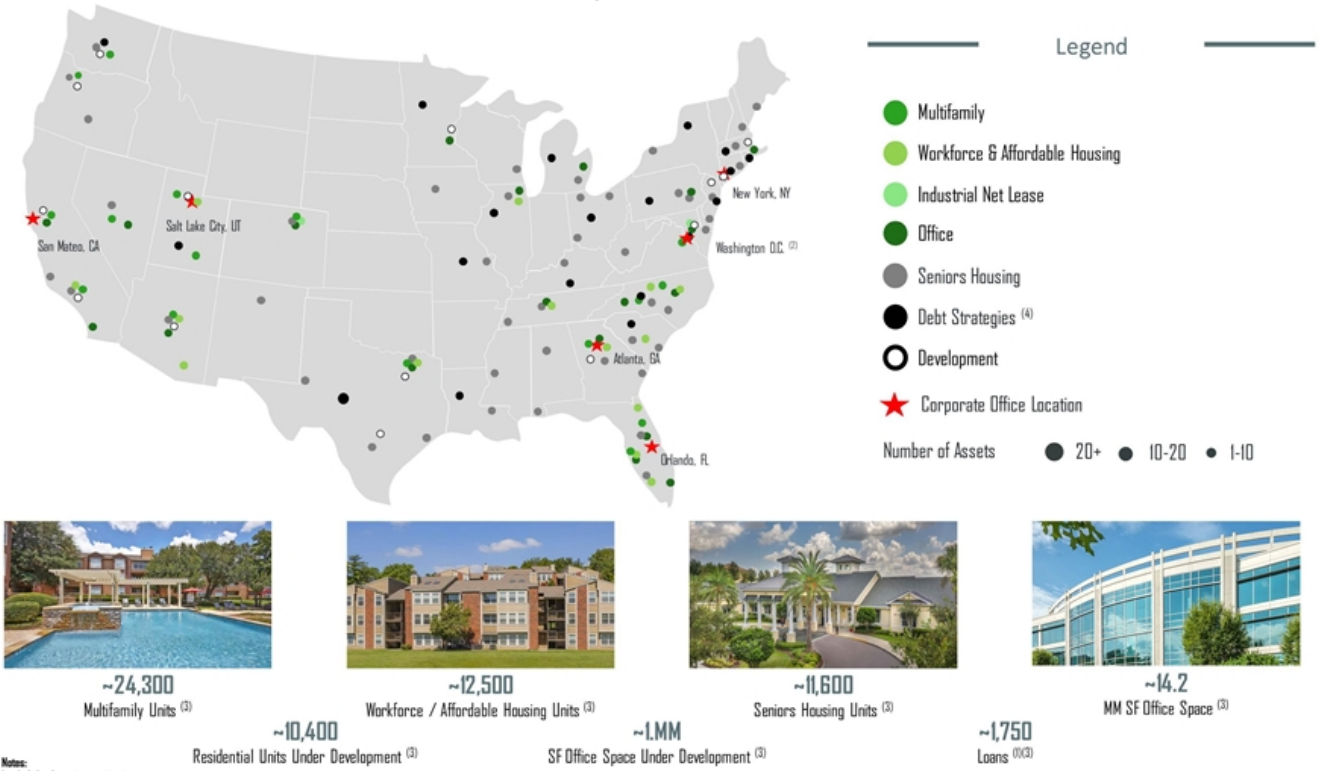 Legend
Multifamily
Workforce & Affordable Housing
Industrial Net Lease
Office
Seniors Housing
Debt Strategies (4)
Development
Corporate Office Location
Number of Assets 20+ 10-20 1-10
New York, NY
Salt Lake City, UT
San Mateo, CA
Washington D.C. (2)
Atlanta, GA
Orlando, FL
~24,300
Multifamily Units (3)
~12,500
Workforce / Affordable Housing Units (3)
~11,600
Seniors Housing Units (3)
~14.2
MM SF Office Space (3)
~10,400
Residential Units Under Development (3)
~1.MM
SF Office Space Under Development (3)
~1,750
Loans (1)(3)
Notes: